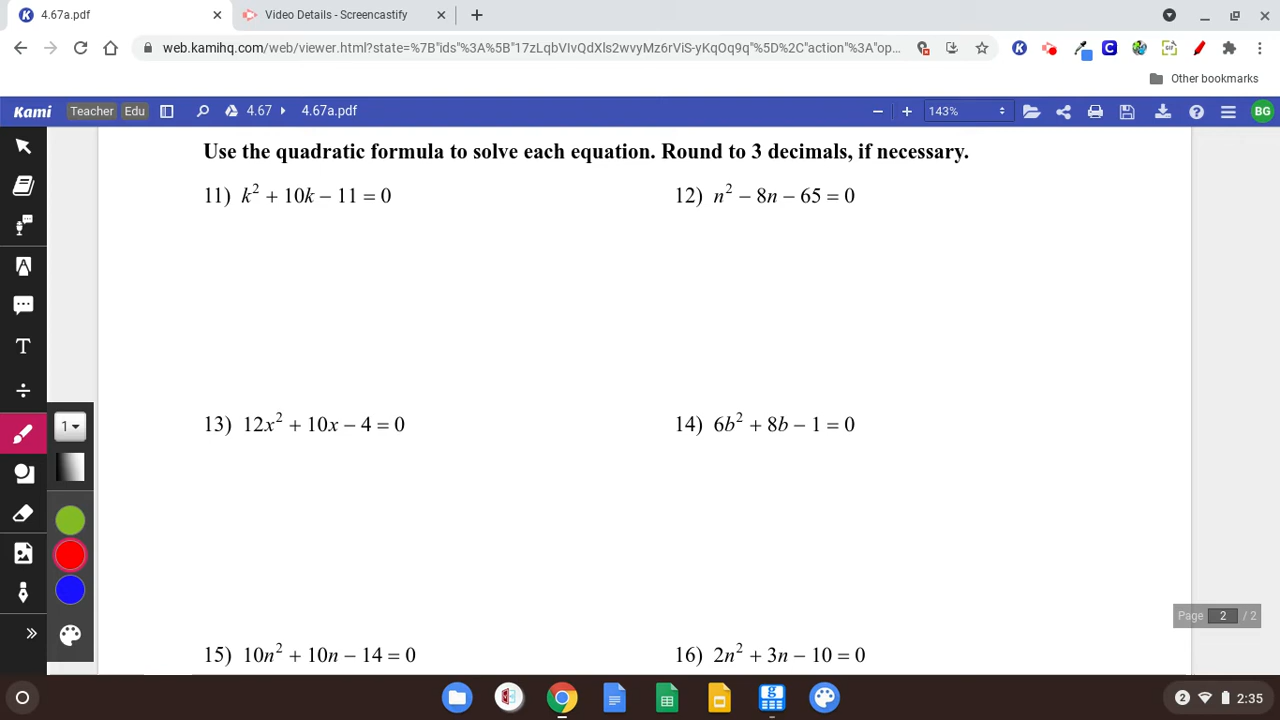 4.67a.pdf
Video Details - Screencastify
web.kamihq.com/web/viewer.html?state=%7B"ids"%3A%5B"17zLqbVIvQdXls2wvyMz6rViS-yKqOq9q"%5D%2C"action"%3A"op...
Other bookmarks
Kami Teacher Edu 4.67 4.67a.pdf 143% BG
Use the quadratic formula to solve each equation. Round to 3 decimals, if necessary.
11) k² + 10k − 11 = 0
12) n² − 8n − 65 = 0
13) 12x² + 10x − 4 = 0
14) 6b² + 8b − 1 = 0
1
Page 2 / 2
15) 10n² + 10n − 14 = 0
16) 2n² + 3n − 10 = 0
2 2:35